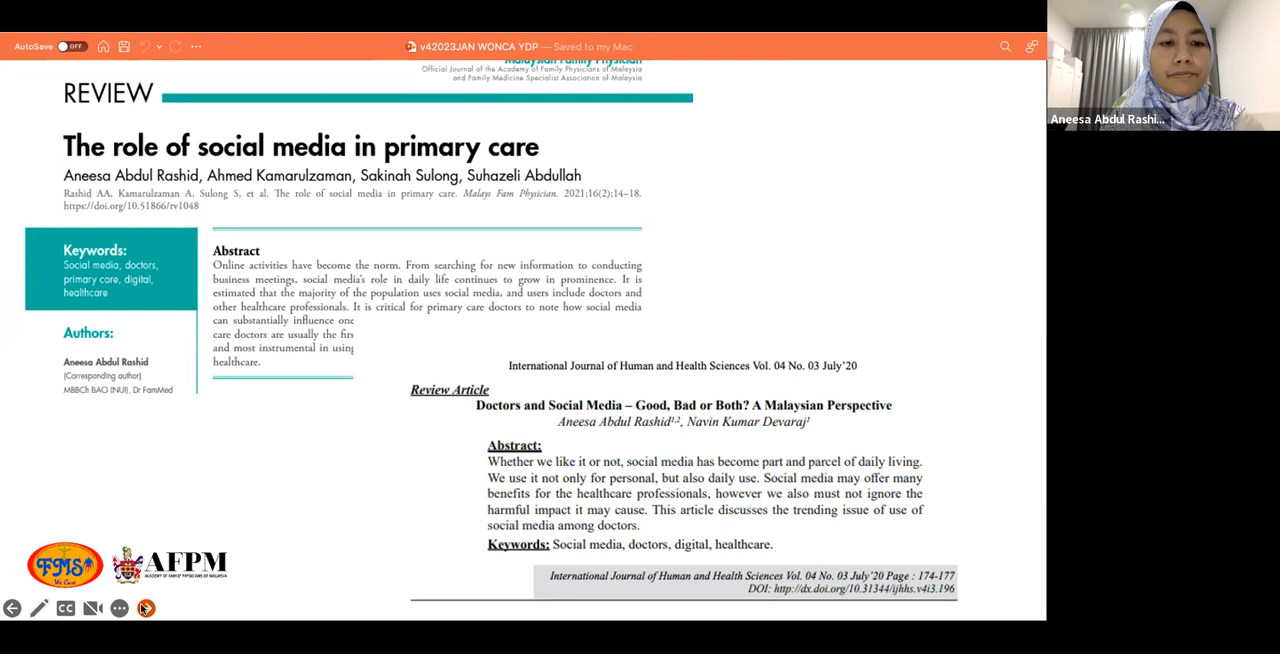 AutoSave OFF
v42023JAN WONCA YDP — Saved to my Mac
Malaysian Family Physician
Official Journal of the Academy of Family Physicians of Malaysia
and Family Medicine Specialist Association of Malaysia
REVIEW
The role of social media in primary care
Aneesa Abdul Rashid, Ahmed Kamarulzaman, Sakinah Sulong, Suhazeli Abdullah
Rashid AA, Kamarulzaman A, Sulong S, et al. The role of social media in primary care. Malays Fam Physician. 2021;16(2);14–18.
https://doi.org/10.51866/rv1048
Keywords:
Social media, doctors,
primary care, digital,
healthcare
Authors:
Aneesa Abdul Rashid
(Corresponding author)
MBBCh BAO (NUI), Dr FamMed
Abstract
Online activities have become the norm. From searching for new information to conducting
business meetings, social media's role in daily life continues to grow in prominence. It is
estimated that the majority of the population uses social media, and users include doctors and
other healthcare professionals. It is critical for primary care doctors to note how social media
can substantially influence one
care doctors are usually the firs
and most instrumental in using
healthcare.
International Journal of Human and Health Sciences Vol. 04 No. 03 July'20
Review Article
Doctors and Social Media – Good, Bad or Both? A Malaysian Perspective
Aneesa Abdul Rashid1,2, Navin Kumar Devaraj1
Abstract:
Whether we like it or not, social media has become part and parcel of daily living.
We use it not only for personal, but also daily use. Social media may offer many
benefits for the healthcare professionals, however we also must not ignore the
harmful impact it may cause. This article discusses the trending issue of use of
social media among doctors.
Keywords: Social media, doctors, digital, healthcare.
International Journal of Human and Health Sciences Vol. 04 No. 03 July'20 Page : 174-177
DOI: http://dx.doi.org/10.31344/ijhhs.v4i3.196
FMS
We Care
AFPM
ACADEMY OF FAMILY PHYSICIANS OF MALAYSIA
CC
Aneesa Abdul Rashi...